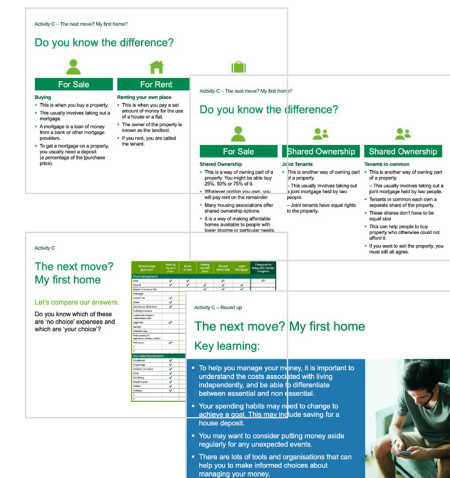 Activity C – The next move? My first home?
Do you know the difference?
For Sale
Buying
• This is when you buy a property.
• This usually involves taking out a
mortgage.
• A mortgage is a loan of money
from a bank or other mortgage
providers.
• To get a mortgage on a property,
you usually need a deposit
(a percentage of the [purchase
price).
For Rent
Renting your own place
• This is when you pay a set
amount of money for the use
of a house or a flat.
• The owner of the property is
known as the landlord.
• If you rent, you are called
the tenant.
Activity C – The next move? My first home?
Do you know the difference?
For Sale
Shared Ownership
• This is a way of owning part of a
property. You might be able buy
25%, 50% or 75% of it.
• Whatever portion you own, you
will pay rent on the remainder.
• Many housing associations offer
shared ownership options.
• It is a way of making affordable
homes available to people with
lower income or particular needs.
Shared Ownership
Joint Tenants
• This is another way of owning part
of a property.
– This usually involves taking out
a joint mortgage held by two
people.
– Joint tenants have equal rights
to the property.
Shared Ownership
Tenants in common
• This is another way of owning part
of a property.
– This usually involves taking out a
joint mortgage held by two people.
• Tenants in common each own a
separate share of the property.
• These shares don't have to be
equal size
• This can help people to buy
property who otherwise could not
afford it.
• If you want to sell the property, you
must still all agree.
Activity C
The next move?
My first home
Let's compare our answers.
Do you know which of these
are 'no choice' expenses and
which are 'your choice'?
Activity C – Round up
The next move? My first home
Key learning:
• To help you manage your money, it is important to
understand the costs associated with living
independently, and be able to differentiate
between essential and non essential.
• Your spending habits may need to change to
achieve a goal. This may include saving for a
house deposit.
• You may want to consider putting money aside
regularly for any unexpected events.
• There are lots of tools and organisations that can
help you to make informed choices about
managing your money.